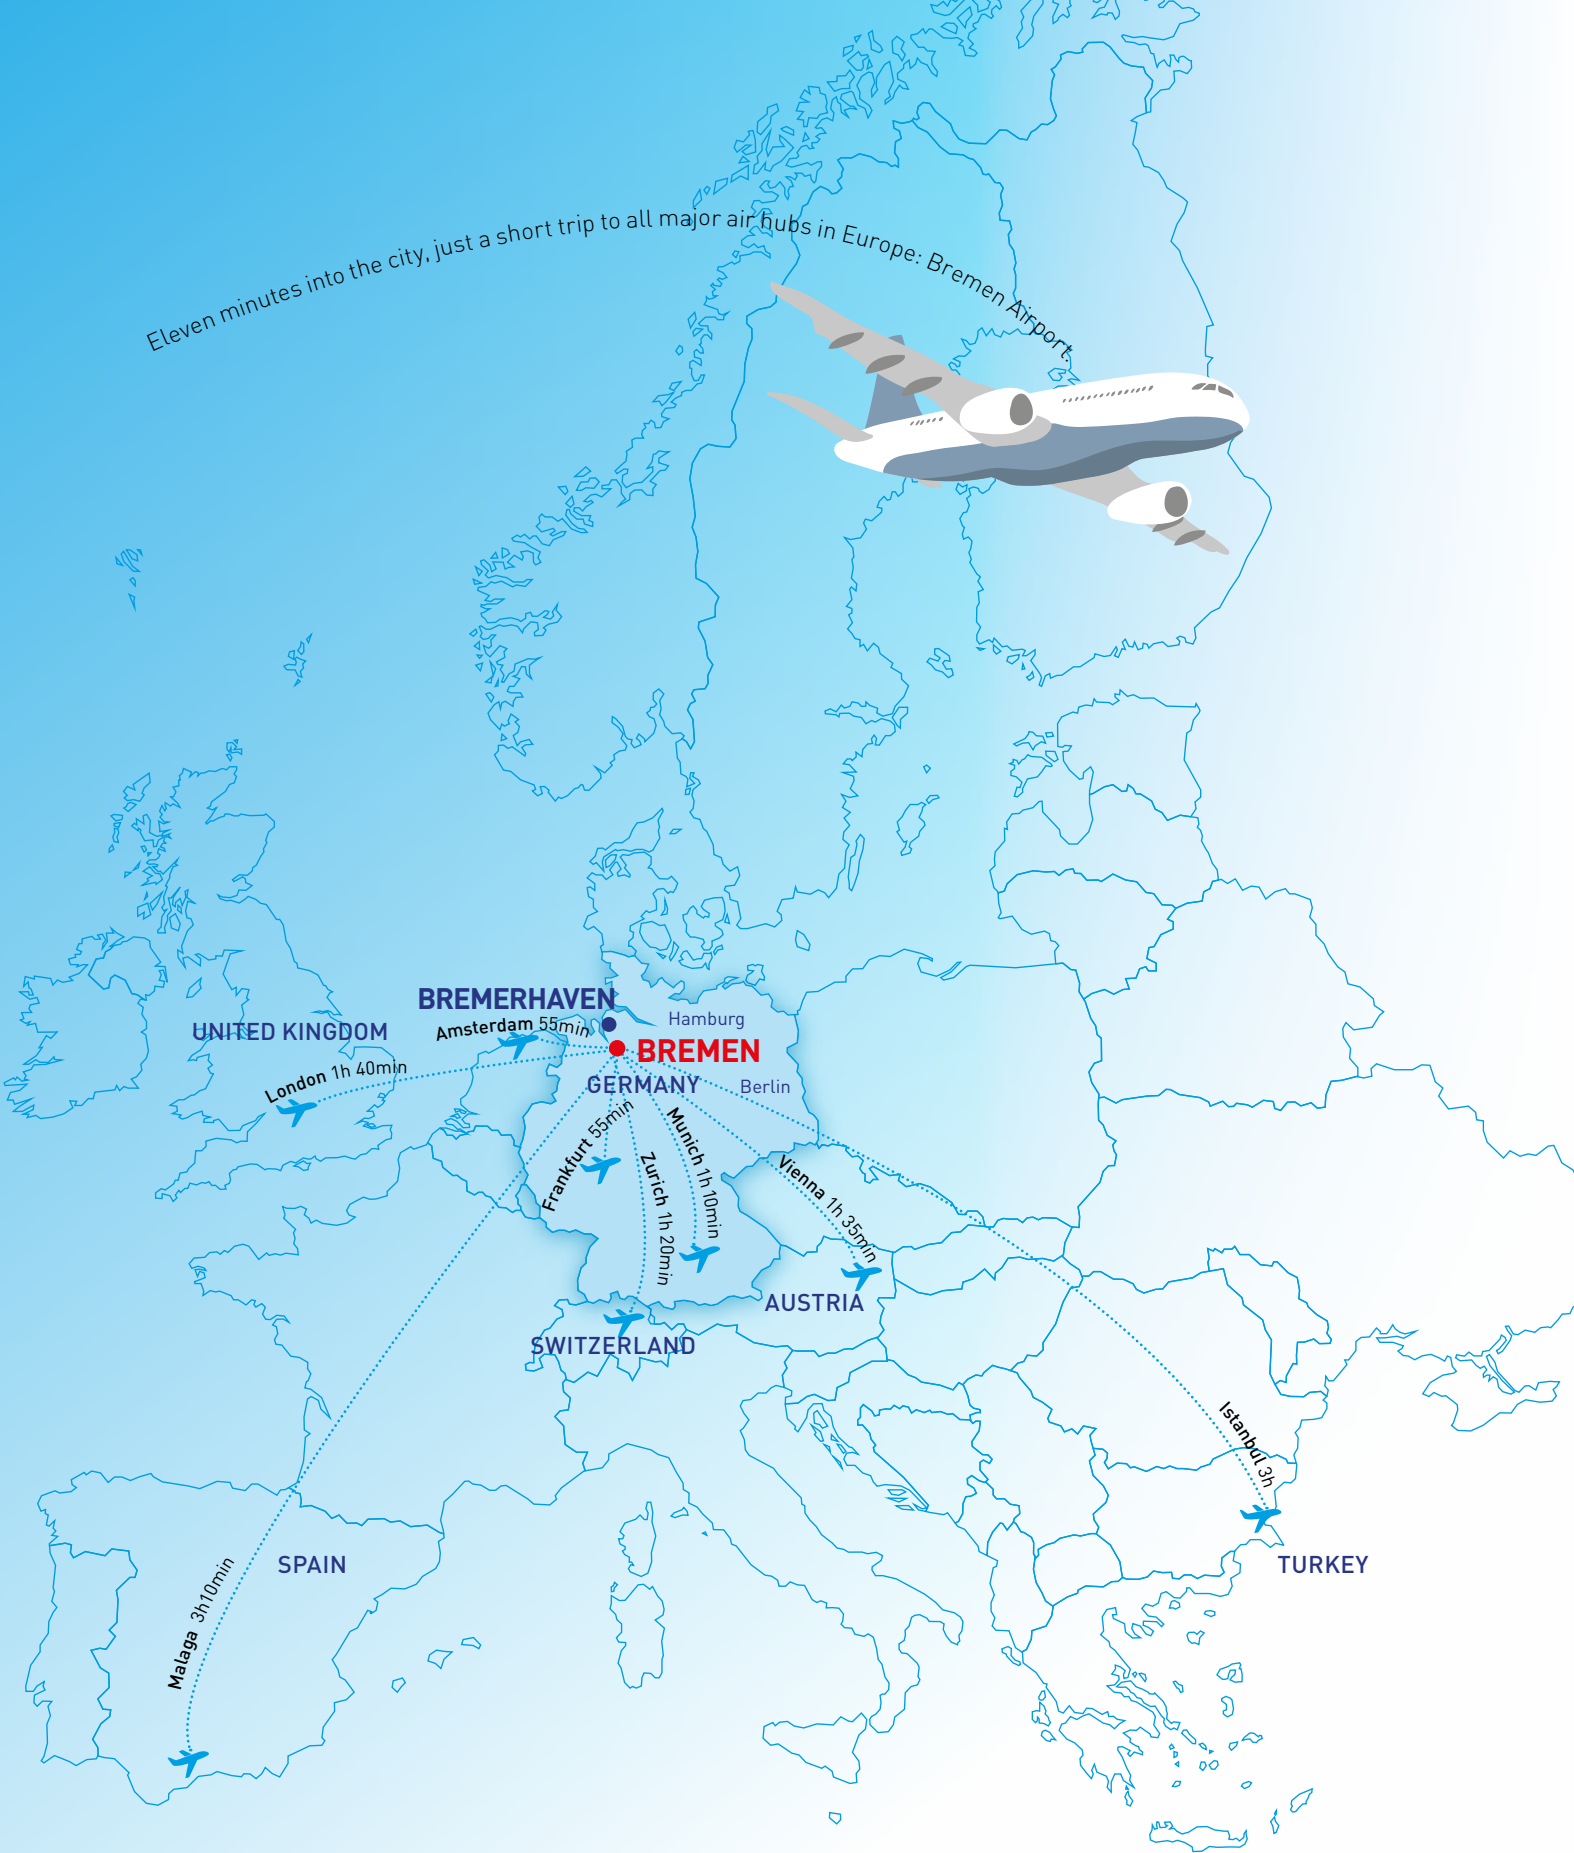 Eleven minutes into the city, just a short trip to all major air hubs in Europe: Bremen Airport.
BREMERHAVEN
Hamburg
UNITED KINGDOM
Amsterdam 55min
BREMEN
London 1h 40min
GERMANY
Berlin
Frankfurt 55min
Zurich 1h 20min
Munich 1h 10min
Vienna 1h 35min
AUSTRIA
SWITZERLAND
Istanbul 3h
SPAIN
TURKEY
Malaga 3h10min